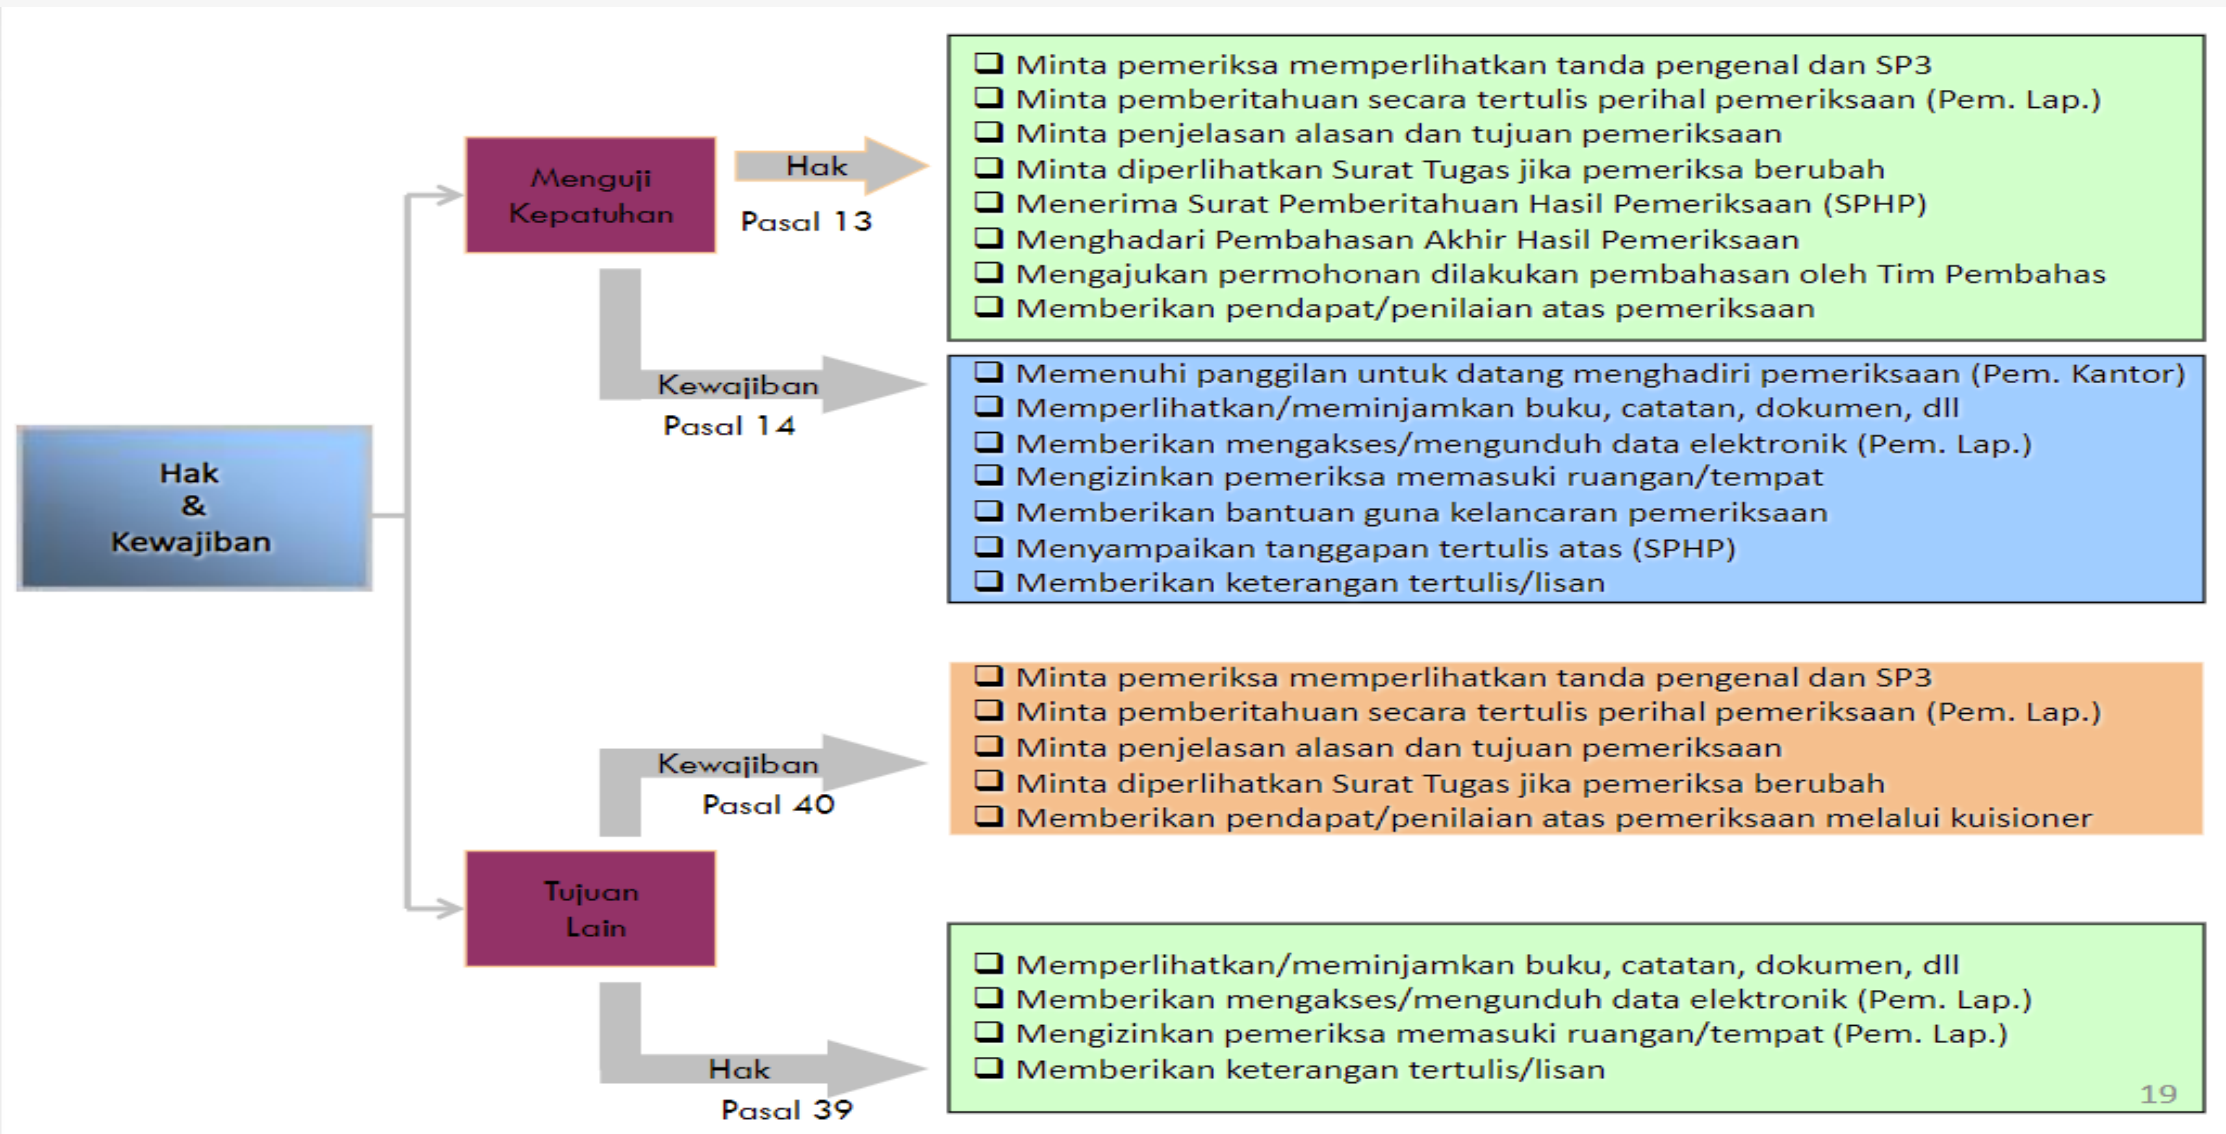 Hak
&
Kewajiban
Menguji
Kepatuhan
Hak
Pasal 13
❑ Minta pemeriksa memperlihatkan tanda pengenal dan SP3
❑ Minta pemberitahuan secara tertulis perihal pemeriksaan (Pem. Lap.)
❑ Minta penjelasan alasan dan tujuan pemeriksaan
❑ Minta diperlihatkan Surat Tugas jika pemeriksa berubah
❑ Menerima Surat Pemberitahuan Hasil Pemeriksaan (SPHP)
❑ Menghadari Pembahasan Akhir Hasil Pemeriksaan
❑ Mengajukan permohonan dilakukan pembahasan oleh Tim Pembahas
❑ Memberikan pendapat/penilaian atas pemeriksaan
Kewajiban
Pasal 14
❑ Memenuhi panggilan untuk datang menghadiri pemeriksaan (Pem. Kantor)
❑ Memperlihatkan/meminjamkan buku, catatan, dokumen, dll
❑ Memberikan mengakses/mengunduh data elektronik (Pem. Lap.)
❑ Mengizinkan pemeriksa memasuki ruangan/tempat
❑ Memberikan bantuan guna kelancaran pemeriksaan
❑ Menyampaikan tanggapan tertulis atas (SPHP)
❑ Memberikan keterangan tertulis/lisan
Tujuan
Lain
Kewajiban
Pasal 40
❑ Minta pemeriksa memperlihatkan tanda pengenal dan SP3
❑ Minta pemberitahuan secara tertulis perihal pemeriksaan (Pem. Lap.)
❑ Minta penjelasan alasan dan tujuan pemeriksaan
❑ Minta diperlihatkan Surat Tugas jika pemeriksa berubah
❑ Memberikan pendapat/penilaian atas pemeriksaan melalui kuisioner
Hak
Pasal 39
❑ Memperlihatkan/meminjamkan buku, catatan, dokumen, dll
❑ Memberikan mengakses/mengunduh data elektronik (Pem. Lap.)
❑ Mengizinkan pemeriksa memasuki ruangan/tempat (Pem. Lap.)
❑ Memberikan keterangan tertulis/lisan
19